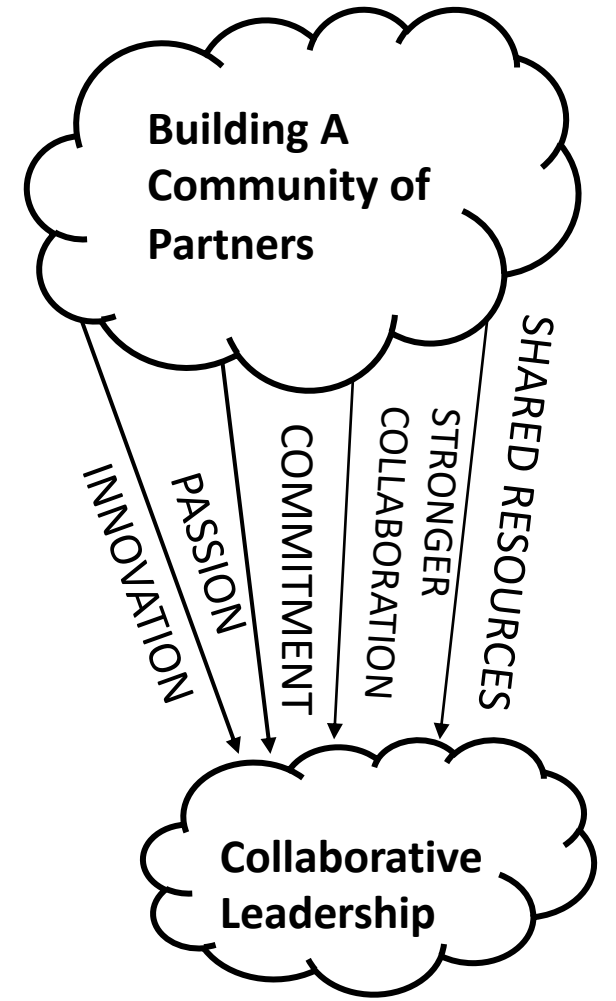 Building A
Community of
Partners
INNOVATION
PASSION
COMMITMENT
STRONGER
COLLABORATION
SHARED RESOURCES
Collaborative
Leadership